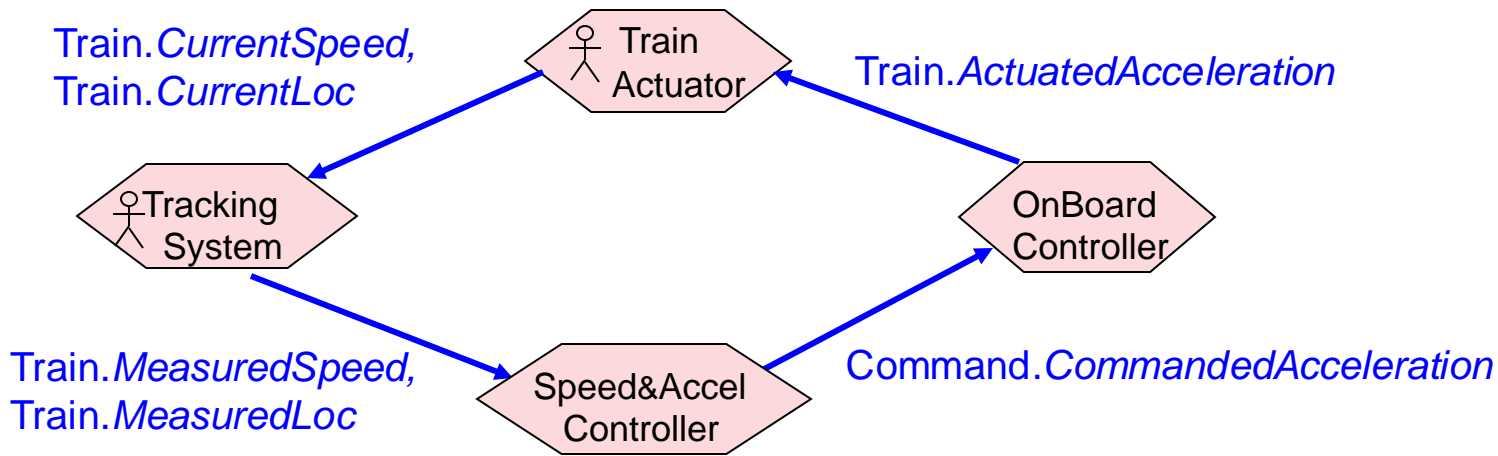 Train.CurrentSpeed,
Train.CurrentLoc
Train
Actuator
Train.ActuatedAcceleration
Tracking
System
OnBoard
Controller
Train.MeasuredSpeed,
Train.MeasuredLoc
Speed&Accel
Controller
Command.CommandedAcceleration